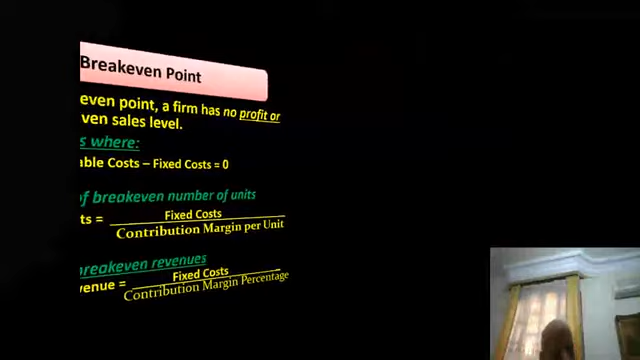 Breakeven Point
even point, a firm has no profit or
ven sales level.
s where:
able Costs – Fixed Costs = 0
of breakeven number of units
ts = Fixed Costs
Contribution Margin per Unit
breakeven revenues
venue = Fixed Costs
Contribution Margin Percentage